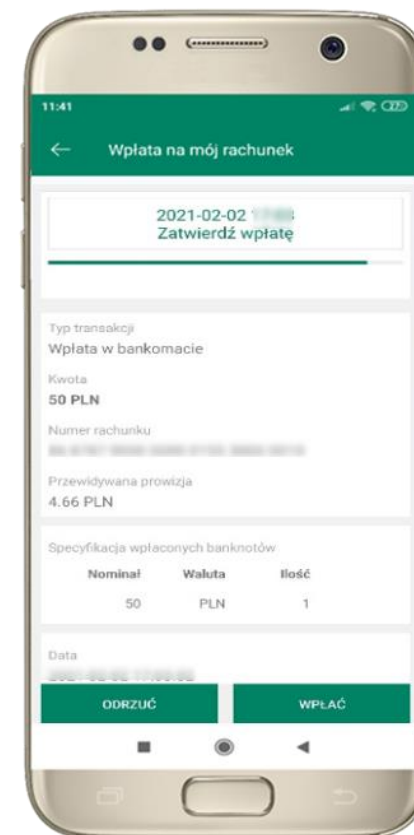 11:41
Wpłata na mój rachunek
2021-02-02
Zatwierdź wpłatę
Typ transakcji
Wpłata w bankomacie
Kwota
50 PLN
Numer rachunku
Przewidywana prowizja
4.66 PLN
Specyfikacja wpłaconych banknotów
Nominał Waluta Ilość
50 PLN 1
Data
ODRZUĆ WPŁAĆ